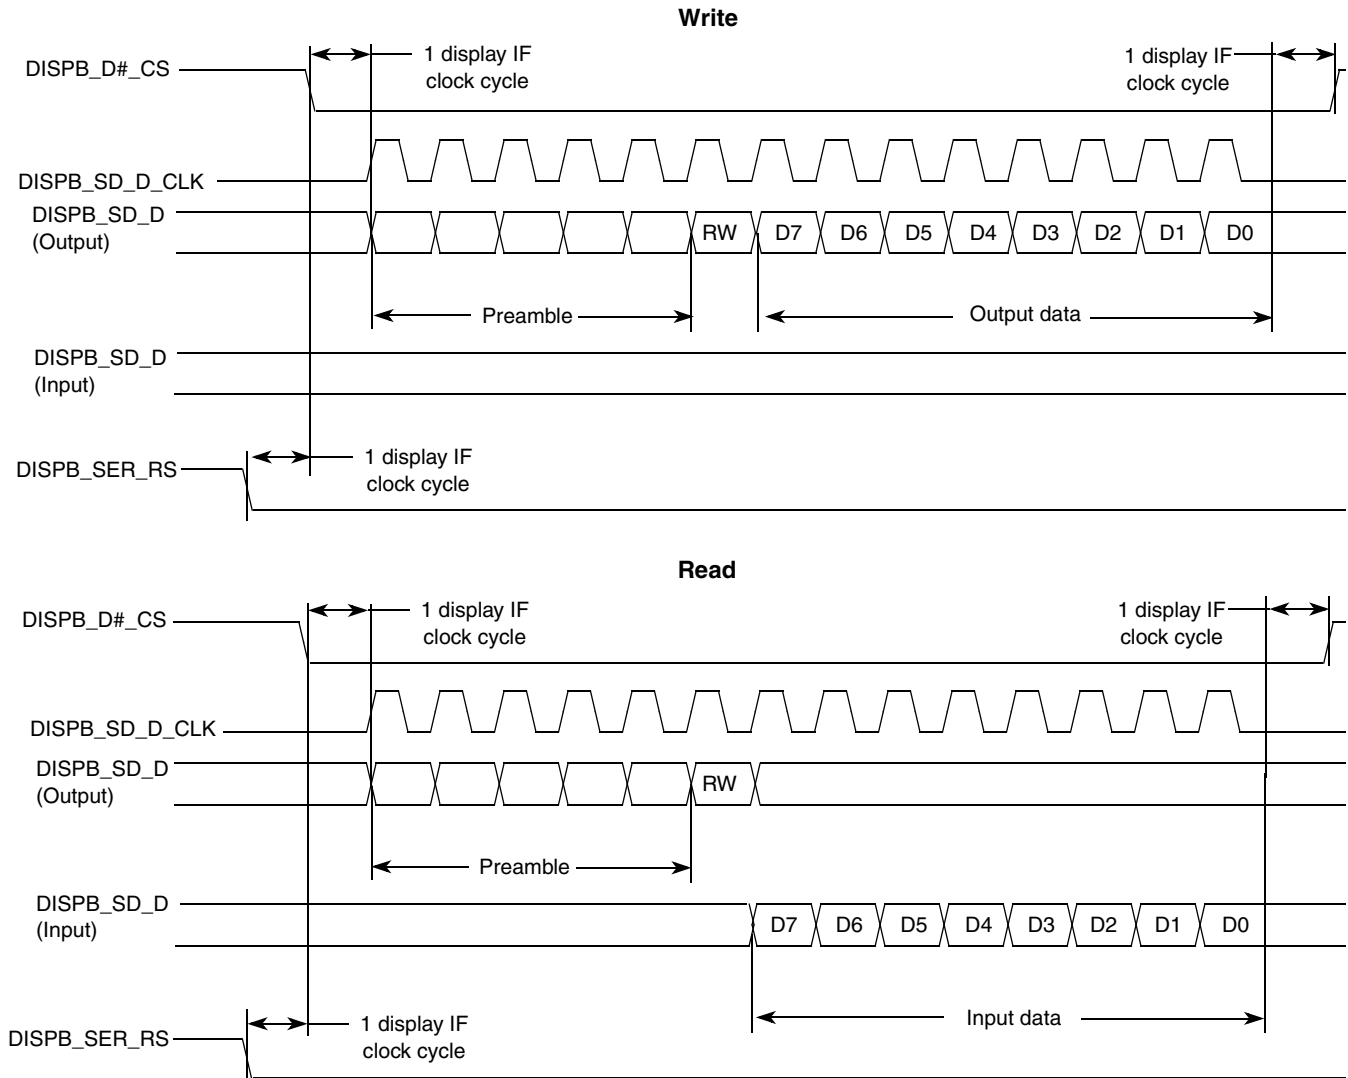 Write
DISPB_D#_CS
1 display IF
clock cycle
1 display IF
clock cycle
DISPB_SD_D_CLK
DISPB_SD_D
(Output)
RW D7 D6 D5 D4 D3 D2 D1 D0
Preamble
Output data
DISPB_SD_D
(Input)
DISPB_SER_RS
1 display IF
clock cycle
Read
DISPB_D#_CS
1 display IF
clock cycle
1 display IF
clock cycle
DISPB_SD_D_CLK
DISPB_SD_D
(Output)
RW
Preamble
DISPB_SD_D
(Input)
D7 D6 D5 D4 D3 D2 D1 D0
Input data
DISPB_SER_RS
1 display IF
clock cycle